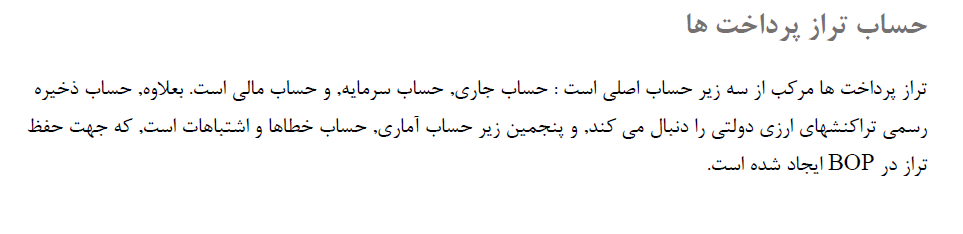 حساب تراز پرداخت ها
تراز پرداخت ها مرکب از سه زیر حساب اصلی است : حساب جاری, حساب سرمایه, و حساب مالی است. بعلاوه, حساب ذخیره
رسمی تراکنشهای ارزی دولتی را دنبال می کند, و پنجمین زیر حساب آماری, حساب خطاها و اشتباهات است, که جهت حفظ
تراز در BOP ایجاد شده است.